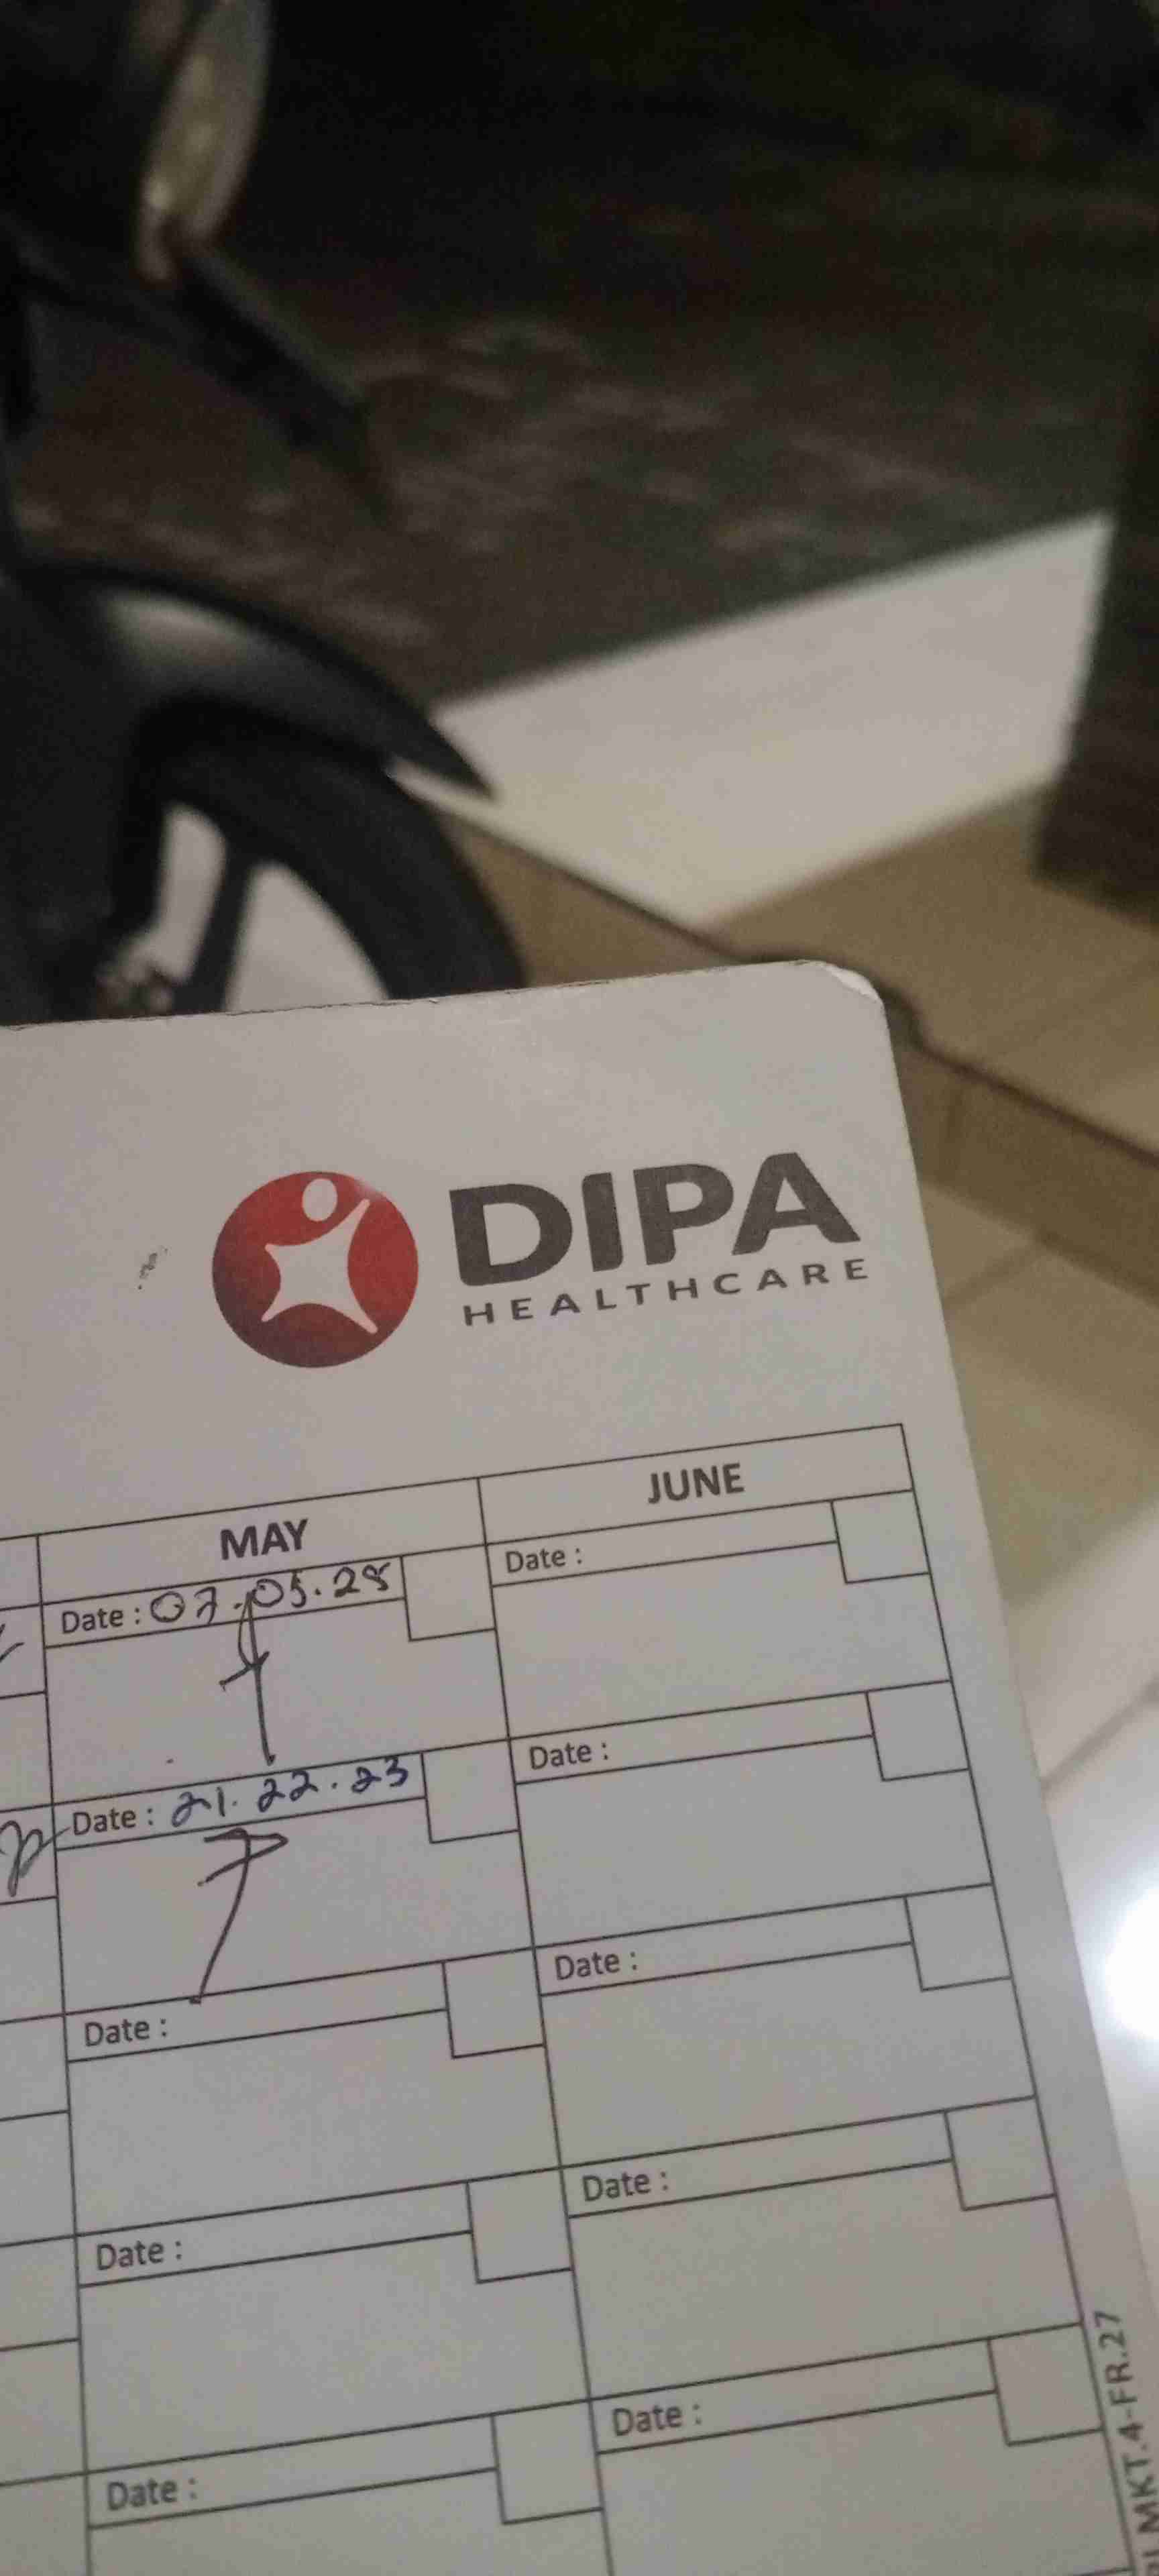 DIPA
HEALTHCARE
MAY
JUNE
Date : 07.05.25
Date :
Date : 21.22.23
Date :
Date :
Date :
Date :
Date :
Date :
Date :
MKT.4-FR.27